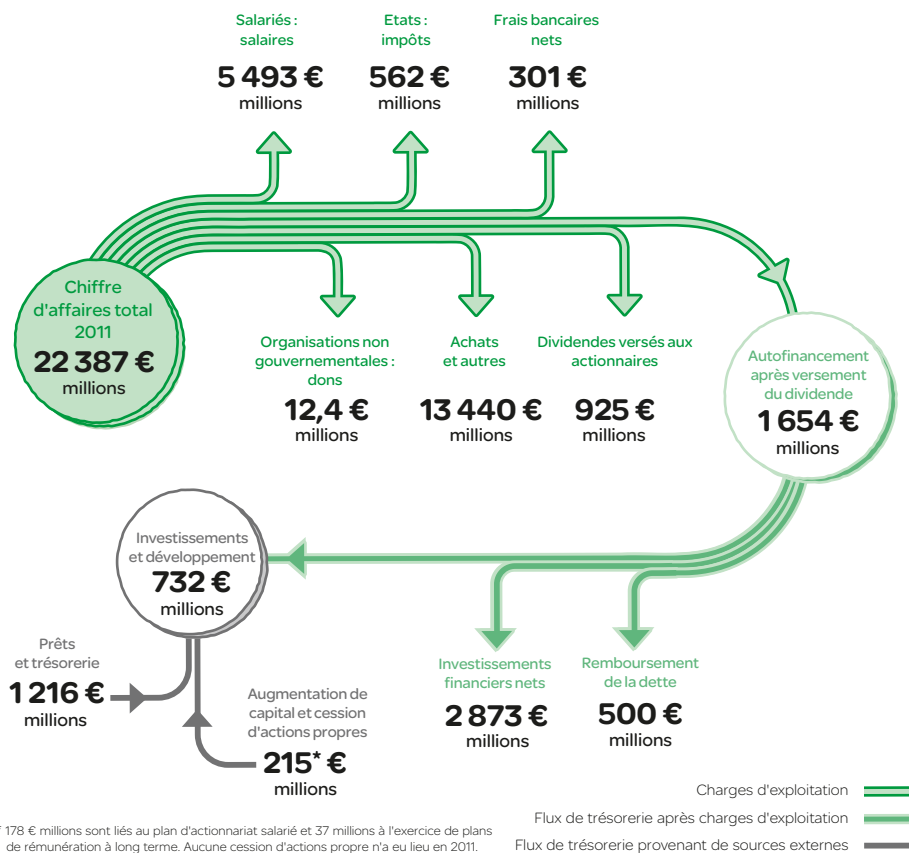 Salariés :
salaires
5 493 €
millions
Etats :
impôts
562 €
millions
Frais bancaires
nets
301 €
millions
Chiffre
d'affaires total
2011
22 387 €
millions
Organisations non
gouvernementales :
dons
12,4 €
millions
Achats
et autres
13 440 €
millions
Dividendes versés aux
actionnaires
925 €
millions
Autofinancement
après versement
du dividende
1 654 €
millions
Investissements
et développement
732 €
millions
Prêts
et trésorerie
1 216 €
millions
Augmentation de
capital et cession
d'actions propres
215* €
millions
Investissements
financiers nets
2 873 €
millions
Remboursement
de la dette
500 €
millions
Charges d'exploitation
Flux de trésorerie après charges d'exploitation
Flux de trésorerie provenant de sources externes
* 178 € millions sont liés au plan d'actionnariat salarié et 37 millions à l'exercice de plans
de rémunération à long terme. Aucune cession d'actions propre n'a eu lieu en 2011.